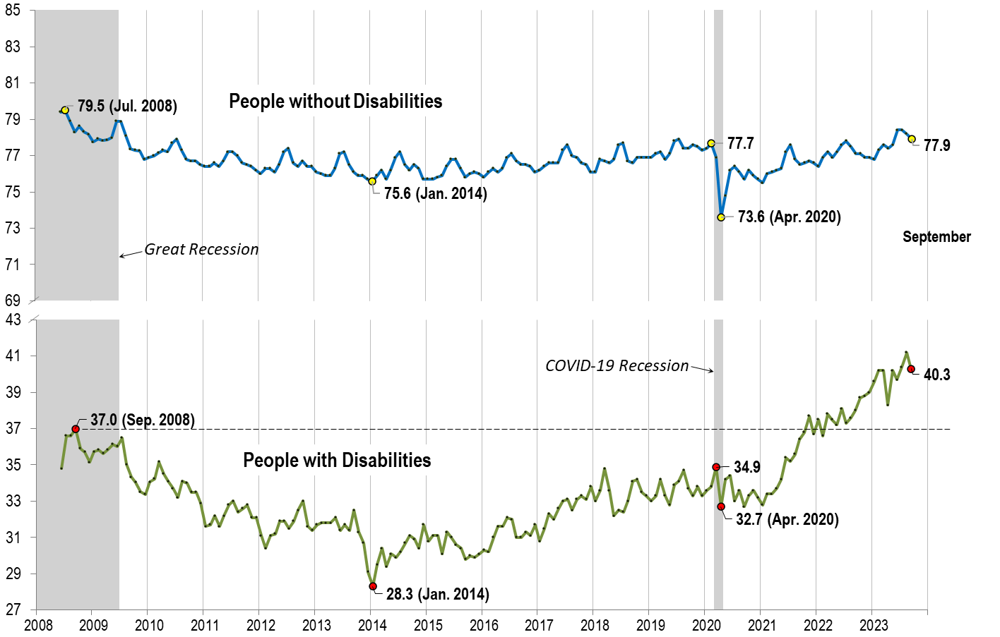 85
83
81
79
77
75
73
71
69
People without Disabilities
79.5 (Jul. 2008)
77.7
77.9
75.6 (Jan. 2014)
73.6 (Apr. 2020)
September
Great Recession
43
41
39
37
35
33
31
29
27
COVID-19 Recession
40.3
37.0 (Sep. 2008)
People with Disabilities
34.9
32.7 (Apr. 2020)
28.3 (Jan. 2014)
2008 2009 2010 2011 2012 2013 2014 2015 2016 2017 2018 2019 2020 2021 2022 2023